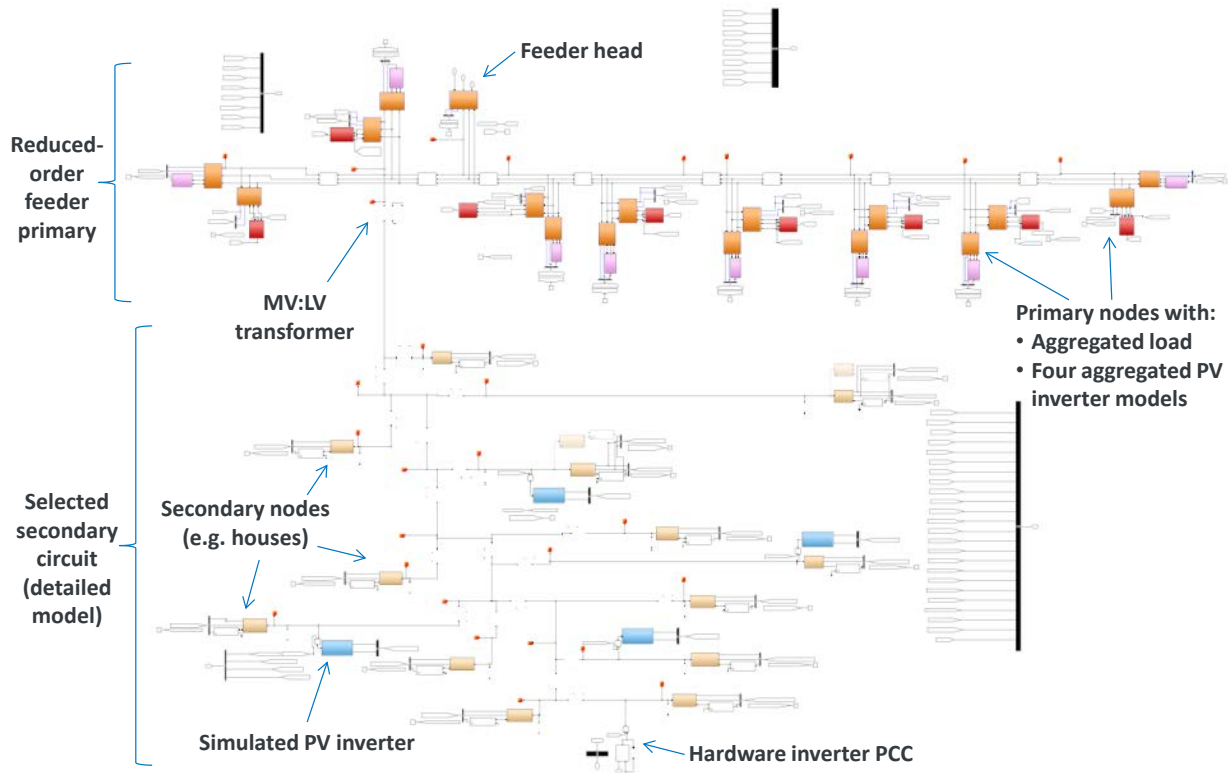 Feeder head
Reduced-
order
feeder
primary
MV:LV
transformer
Primary nodes with:
• Aggregated load
• Four aggregated PV
inverter models
Selected
secondary
circuit
(detailed
model)
Secondary nodes
(e.g. houses)
Simulated PV inverter
Hardware inverter PCC